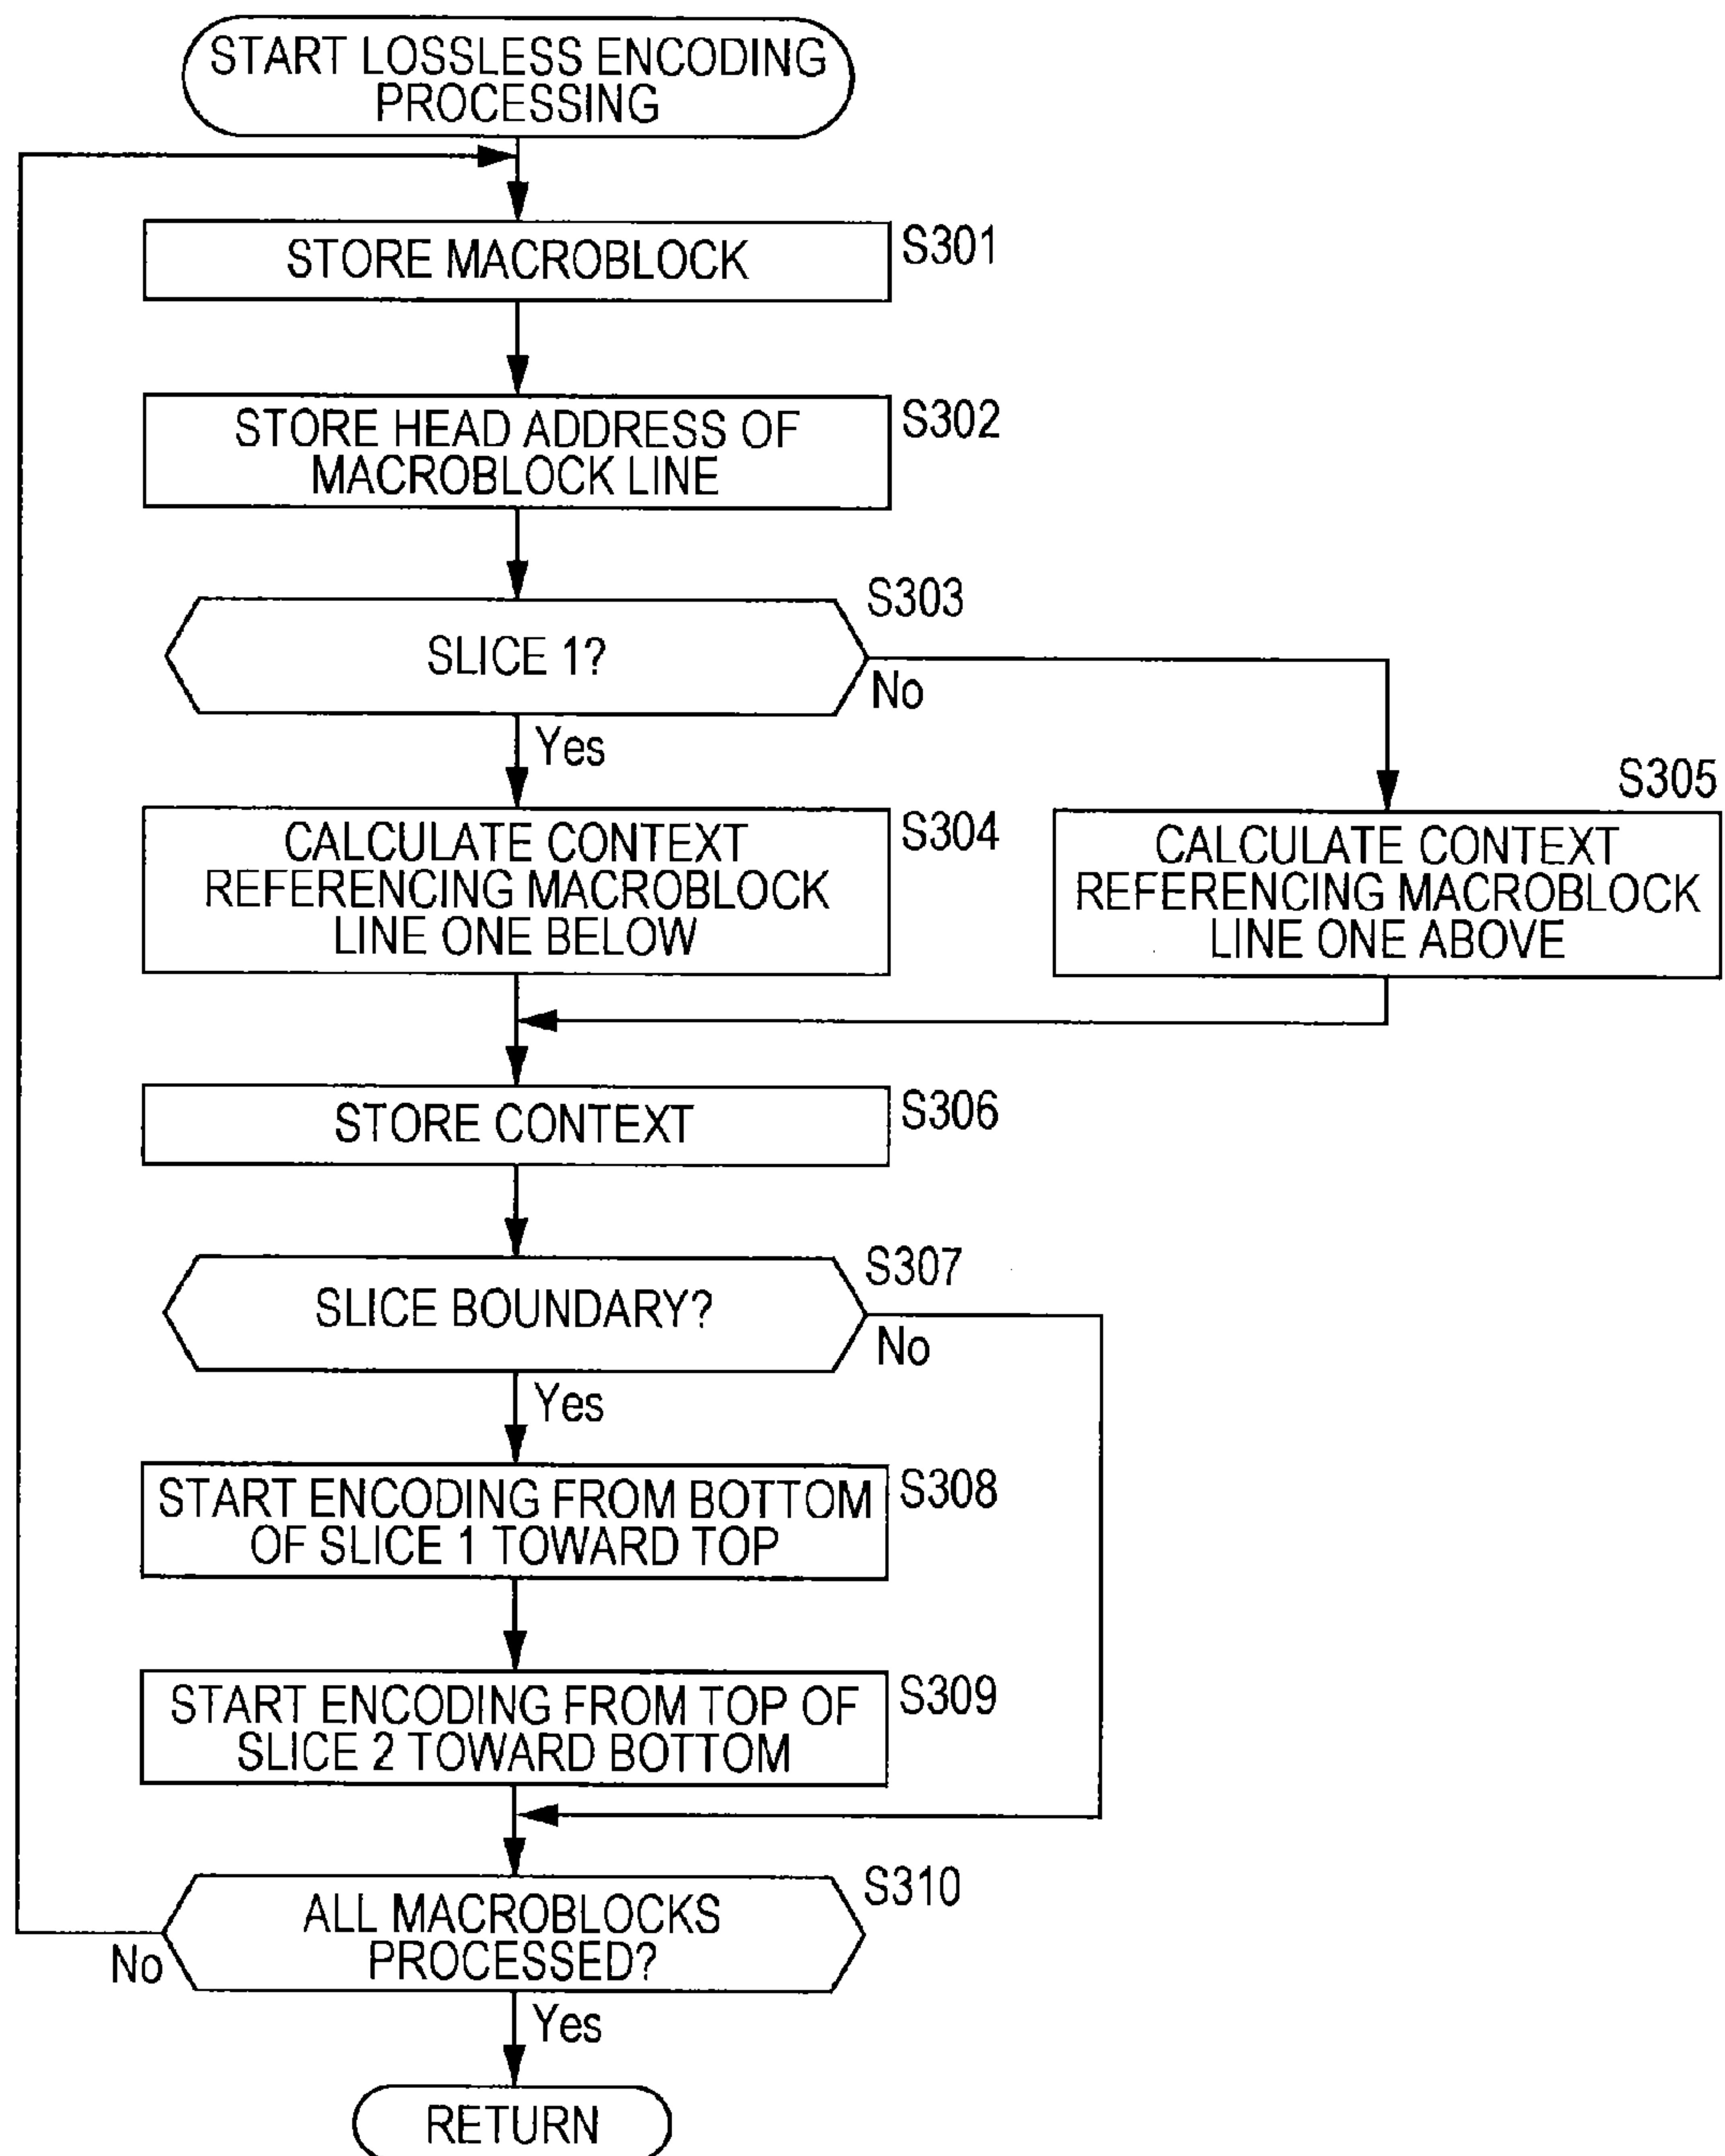 START LOSSLESS ENCODING
PROCESSING
STORE MACROBLOCK
S301
STORE HEAD ADDRESS OF
MACROBLOCK LINE
S302
SLICE 1?
S303
No
Yes
CALCULATE CONTEXT
REFERENCING MACROBLOCK
LINE ONE BELOW
S304
S305
CALCULATE CONTEXT
REFERENCING MACROBLOCK
LINE ONE ABOVE
STORE CONTEXT
S306
SLICE BOUNDARY?
S307
No
Yes
START ENCODING FROM BOTTOM
OF SLICE 1 TOWARD TOP
S308
START ENCODING FROM TOP OF
SLICE 2 TOWARD BOTTOM
S309
ALL MACROBLOCKS
PROCESSED?
S310
No
Yes
RETURN